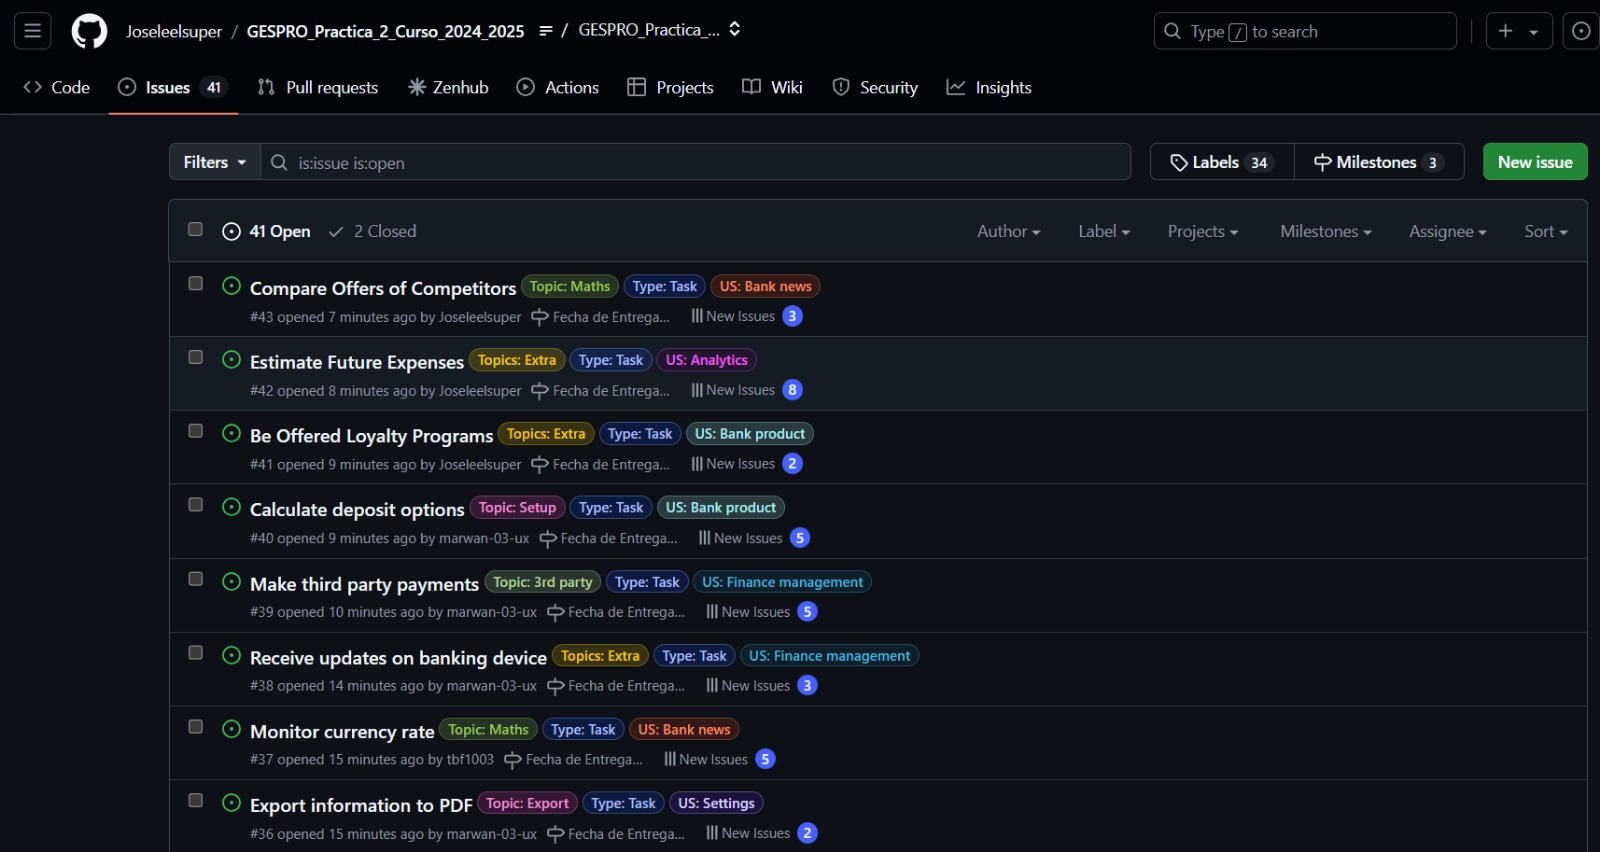 Joseleelsuper / GESPRO_Practica_2_Curso_2024_2025 / GESPRO_Practica_... Type / to search
Code Issues 41 Pull requests Zenhub Actions Projects Wiki Security Insights
Filters is:issue is:open Labels 34 Milestones 3 New issue
41 Open 2 Closed Author Label Projects Milestones Assignee Sort
Compare Offers of Competitors Topic: Maths Type: Task US: Bank news
#43 opened 7 minutes ago by Joseleelsuper Fecha de Entrega... New Issues 3
Estimate Future Expenses Topics: Extra Type: Task US: Analytics
#42 opened 8 minutes ago by Joseleelsuper Fecha de Entrega... New Issues 8
Be Offered Loyalty Programs Topics: Extra Type: Task US: Bank product
#41 opened 9 minutes ago by Joseleelsuper Fecha de Entrega... New Issues 2
Calculate deposit options Topic: Setup Type: Task US: Bank product
#40 opened 9 minutes ago by marwan-03-ux Fecha de Entrega... New Issues 5
Make third party payments Topic: 3rd party Type: Task US: Finance management
#39 opened 10 minutes ago by marwan-03-ux Fecha de Entrega... New Issues 5
Receive updates on banking device Topics: Extra Type: Task US: Finance management
#38 opened 14 minutes ago by marwan-03-ux Fecha de Entrega... New Issues 3
Monitor currency rate Topic: Maths Type: Task US: Bank news
#37 opened 15 minutes ago by tbf1003 Fecha de Entrega... New Issues 5
Export information to PDF Topic: Export Type: Task US: Settings
#36 opened 15 minutes ago by marwan-03-ux Fecha de Entrega... New Issues 2